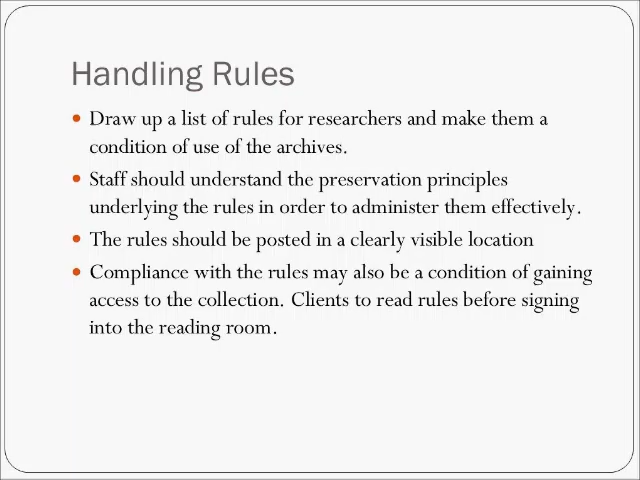 Handling Rules
• Draw up a list of rules for researchers and make them a
condition of use of the archives.
• Staff should understand the preservation principles
underlying the rules in order to administer them effectively.
• The rules should be posted in a clearly visible location
• Compliance with the rules may also be a condition of gaining
access to the collection. Clients to read rules before signing
into the reading room.